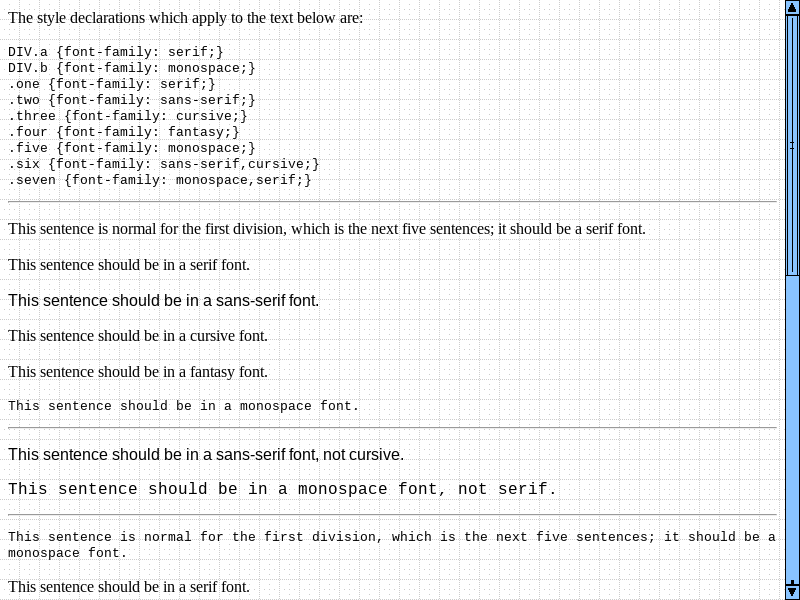 The style declarations which apply to the text below are:
DIV.a {font-family: serif;}
DIV.b {font-family: monospace;}
.one {font-family: serif;}
.two {font-family: sans-serif;}
.three {font-family: cursive;}
.four {font-family: fantasy;}
.five {font-family: monospace;}
.six {font-family: sans-serif,cursive;}
.seven {font-family: monospace,serif;}
This sentence is normal for the first division, which is the next five sentences; it should be a serif font.
This sentence should be in a serif font.
This sentence should be in a sans-serif font.
This sentence should be in a cursive font.
This sentence should be in a fantasy font.
This sentence should be in a monospace font.
This sentence should be in a sans-serif font, not cursive.
This sentence should be in a monospace font, not serif.
This sentence is normal for the first division, which is the next five sentences; it should be a
monospace font.
This sentence should be in a serif font.